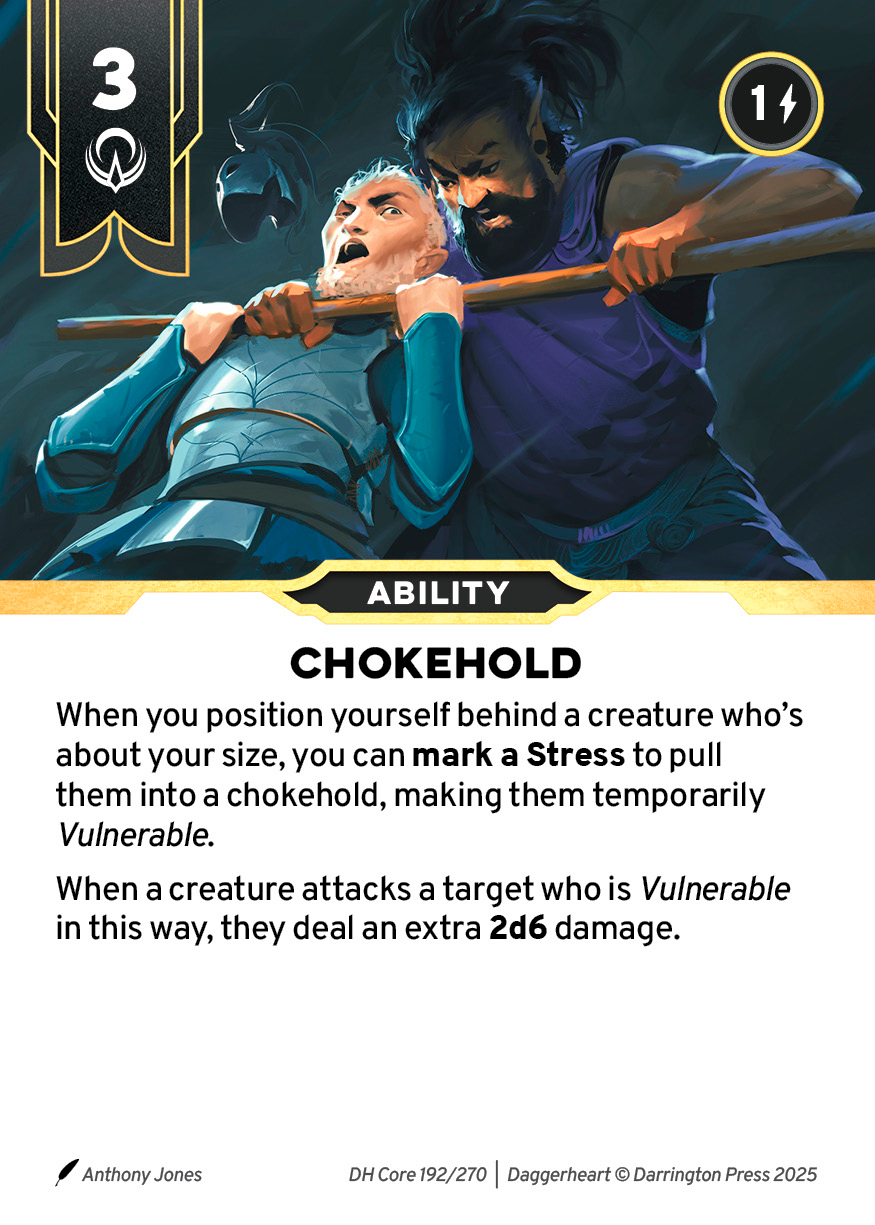 3
1
ABILITY
CHOKEHOLD
When you position yourself behind a creature who's
about your size, you can mark a Stress to pull
them into a chokehold, making them temporarily
Vulnerable.
When a creature attacks a target who is Vulnerable
in this way, they deal an extra 2d6 damage.
Anthony Jones
DH Core 192/270 | Daggerheart © Darrington Press 2025